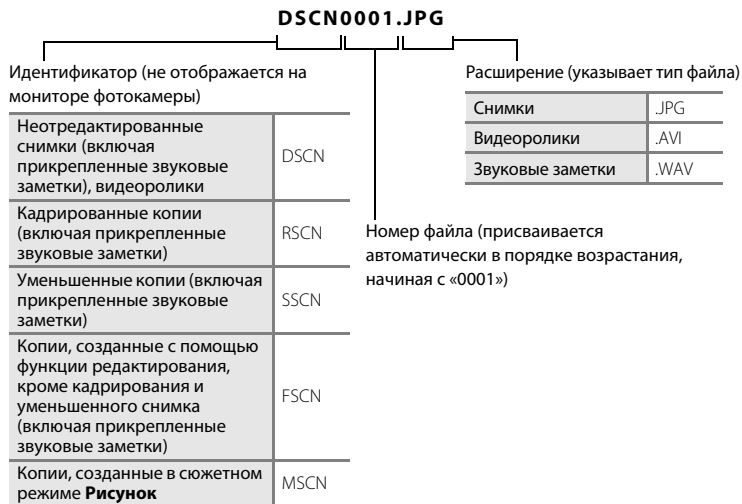 DSCN0001.JPG
Идентификатор (не отображается на
мониторе фотокамеры)
Неотредактированные
снимки (включая
прикрепленные звуковые
заметки), видеоролики
DSCN
Кадрированные копии
(включая прикрепленные
звуковые заметки)
RSCN
Уменьшенные копии (включая
прикрепленные звуковые
заметки)
SSCN
Копии, созданные с помощью
функции редактирования,
кроме кадрирования и
уменьшенного снимка
(включая прикрепленные
звуковые заметки)
FSCN
Копии, созданные в сюжетном
режиме Рисунок
MSCN
Номер файла (присваивается
автоматически в порядке возрастания,
начиная с «0001»)
Расширение (указывает тип файла)
Снимки .JPG
Видеоролики .AVI
Звуковые заметки .WAV